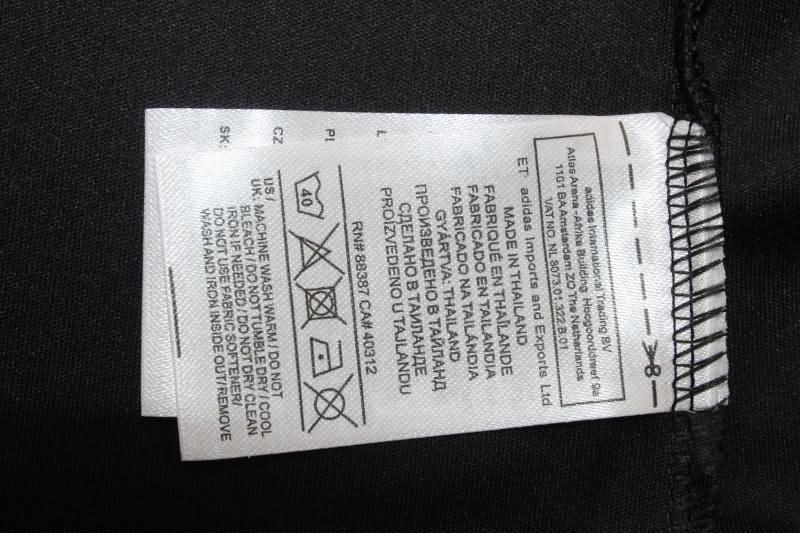 adidas International Trading BV
Atlas Arena -Afrike Building, Hoogoorddreef 9a
1101 BA Amsterdam ZO The Netherlands
VAT NO. NL 8073.01.322.B.01
ET: adidas Imports and Exports Ltd
MADE IN THAILAND
FABRIQUÉ EN THAÏLANDE
FABRICADO EN TAILANDIA
FABRICADO NA TAILÂNDIA
GYÁRTVA: THAILAND
ПРОИЗВЕДЕНО В ТАЙЛАНД
СДЕЛАНО В ТАИЛАНДЕ
PROIZVEDENO U TAJLANDU
RN# 88387 CA# 40312
40
US /
UK: MACHINE WASH WARM / DO NOT
BLEACH / DO NOT TUMBLE DRY / COOL
IRON IF NEEDED / DO NOT DRY CLEAN
DO NOT USE FABRIC SOFTENER/
WASH AND IRON INSIDE OUT/REMOVE
PL
CZ
SK: